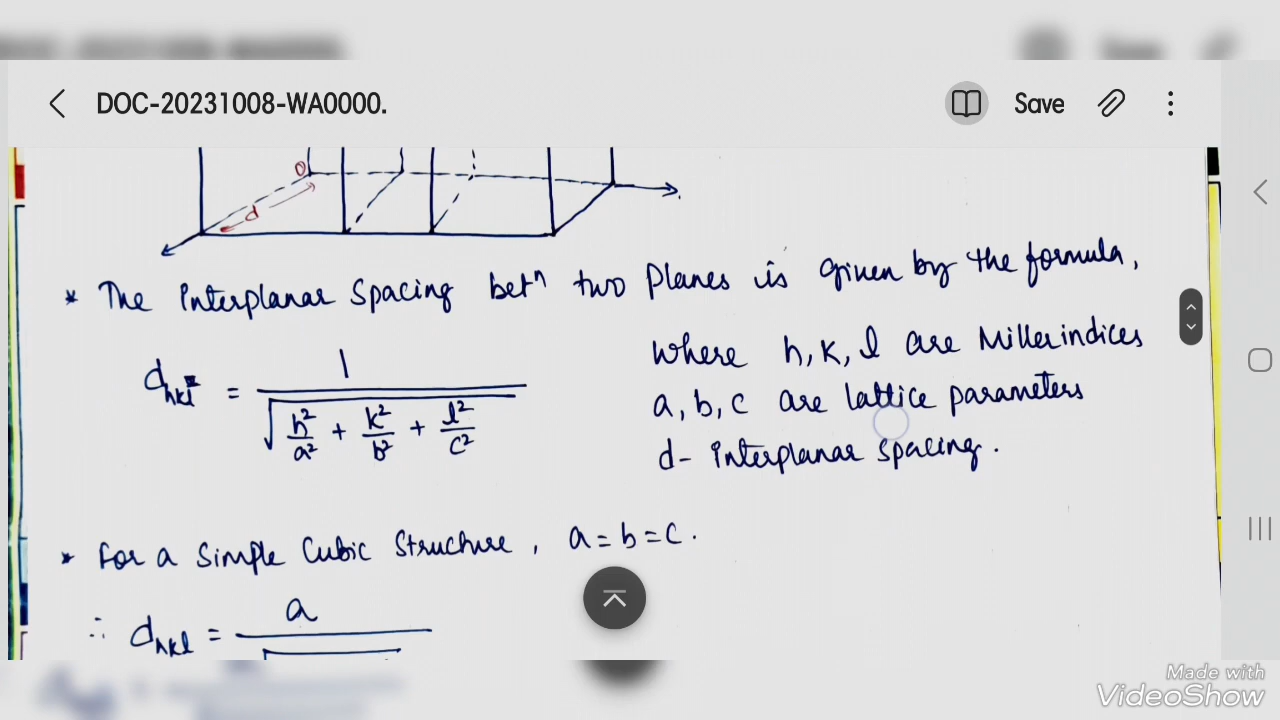 DOC-20231008-WA0000.
Save
O
d
* The Interplanar Spacing betⁿ two Planes is given by the formula,
d_hkl = 1 / √(h²/a² + k²/b² + l²/c²)
where h, k, l are Miller indices
a, b, c are lattice parameters
d - interplanar spacing.
* For a Simple Cubic Structure, a = b = c.
∴ d_hkl = a
Made with
VideoShow